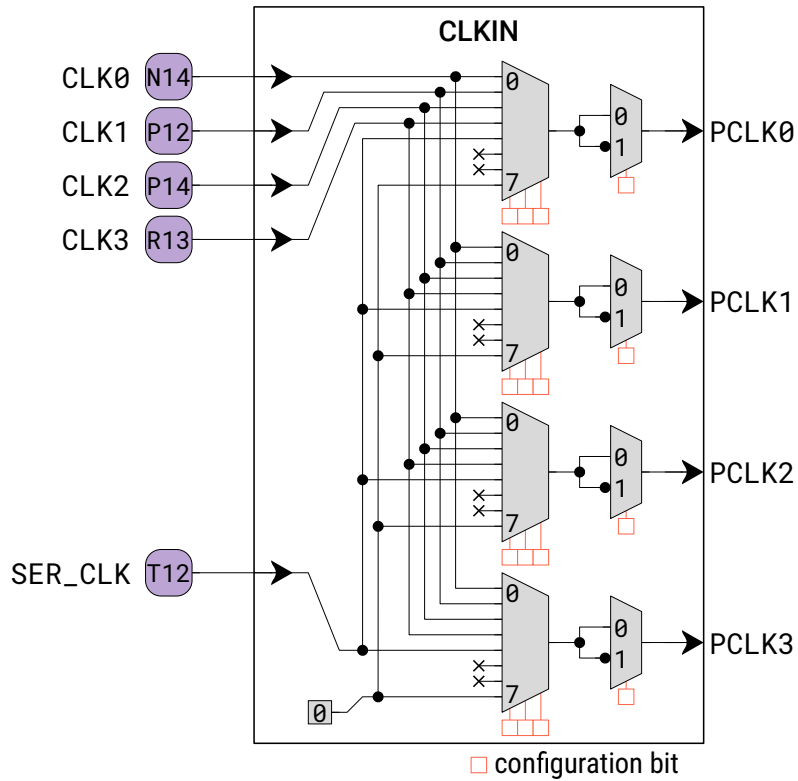 CLKIN
CLK0 N14
CLK1 P12
CLK2 P14
CLK3 R13
0
7
0
1
PCLK0
0
7
0
1
PCLK1
0
7
0
1
PCLK2
SER_CLK T12
0
7
0
1
PCLK3
0
configuration bit